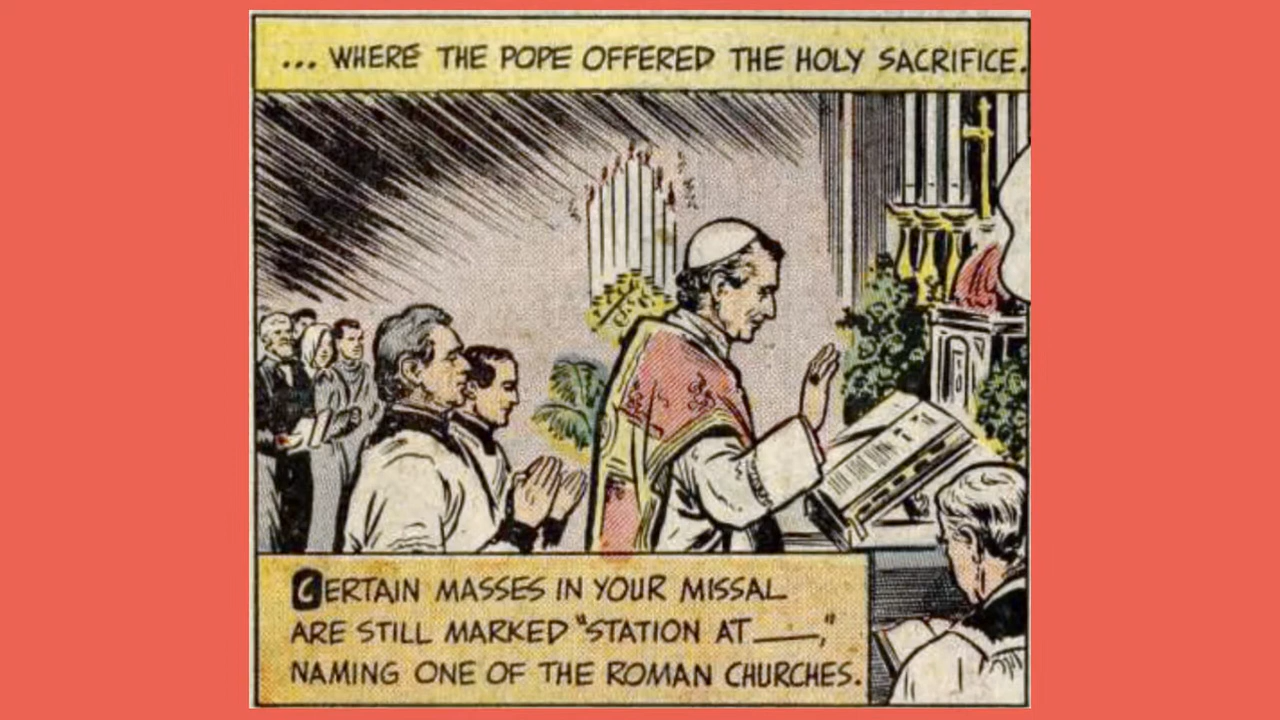 ... WHERE THE POPE OFFERED THE HOLY SACRIFICE.
CERTAIN MASSES IN YOUR MISSAL
ARE STILL MARKED "STATION AT ___,"
NAMING ONE OF THE ROMAN CHURCHES.